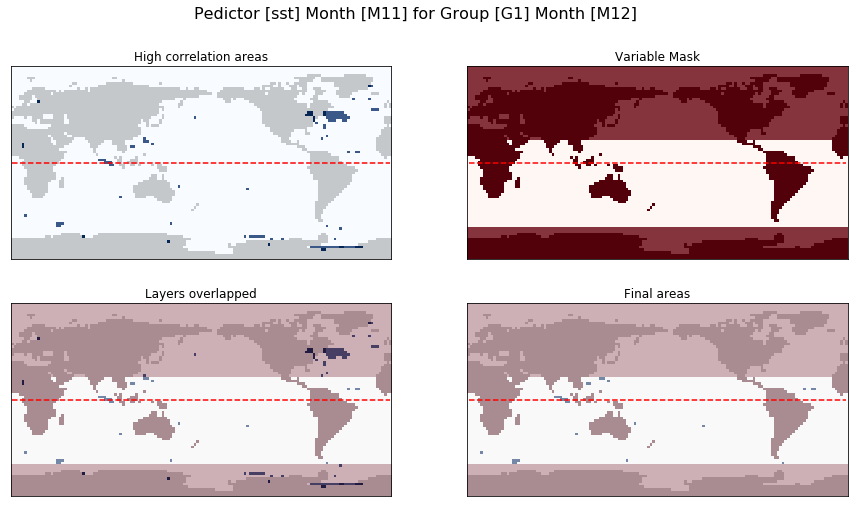 Pedictor [sst] Month [M11] for Group [G1] Month [M12]
High correlation areas
Variable Mask
Layers overlapped
Final areas